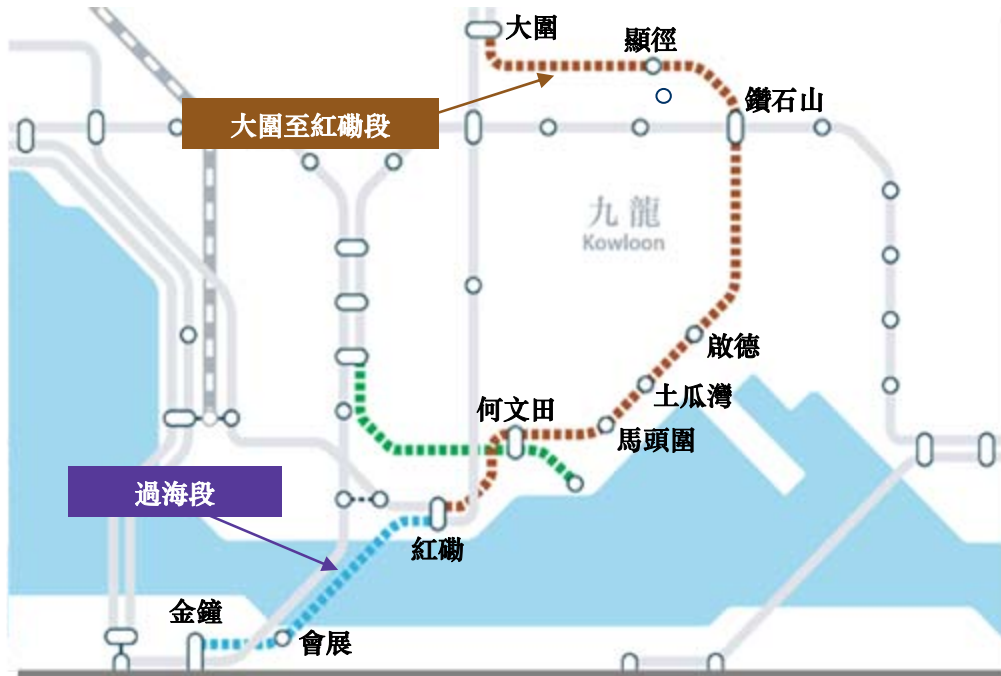 大圍
顯徑
鑽石山
大圍至紅磡段
九龍
Kowloon
啟德
土瓜灣
何文田
馬頭圍
過海段
紅磡
金鐘
會展